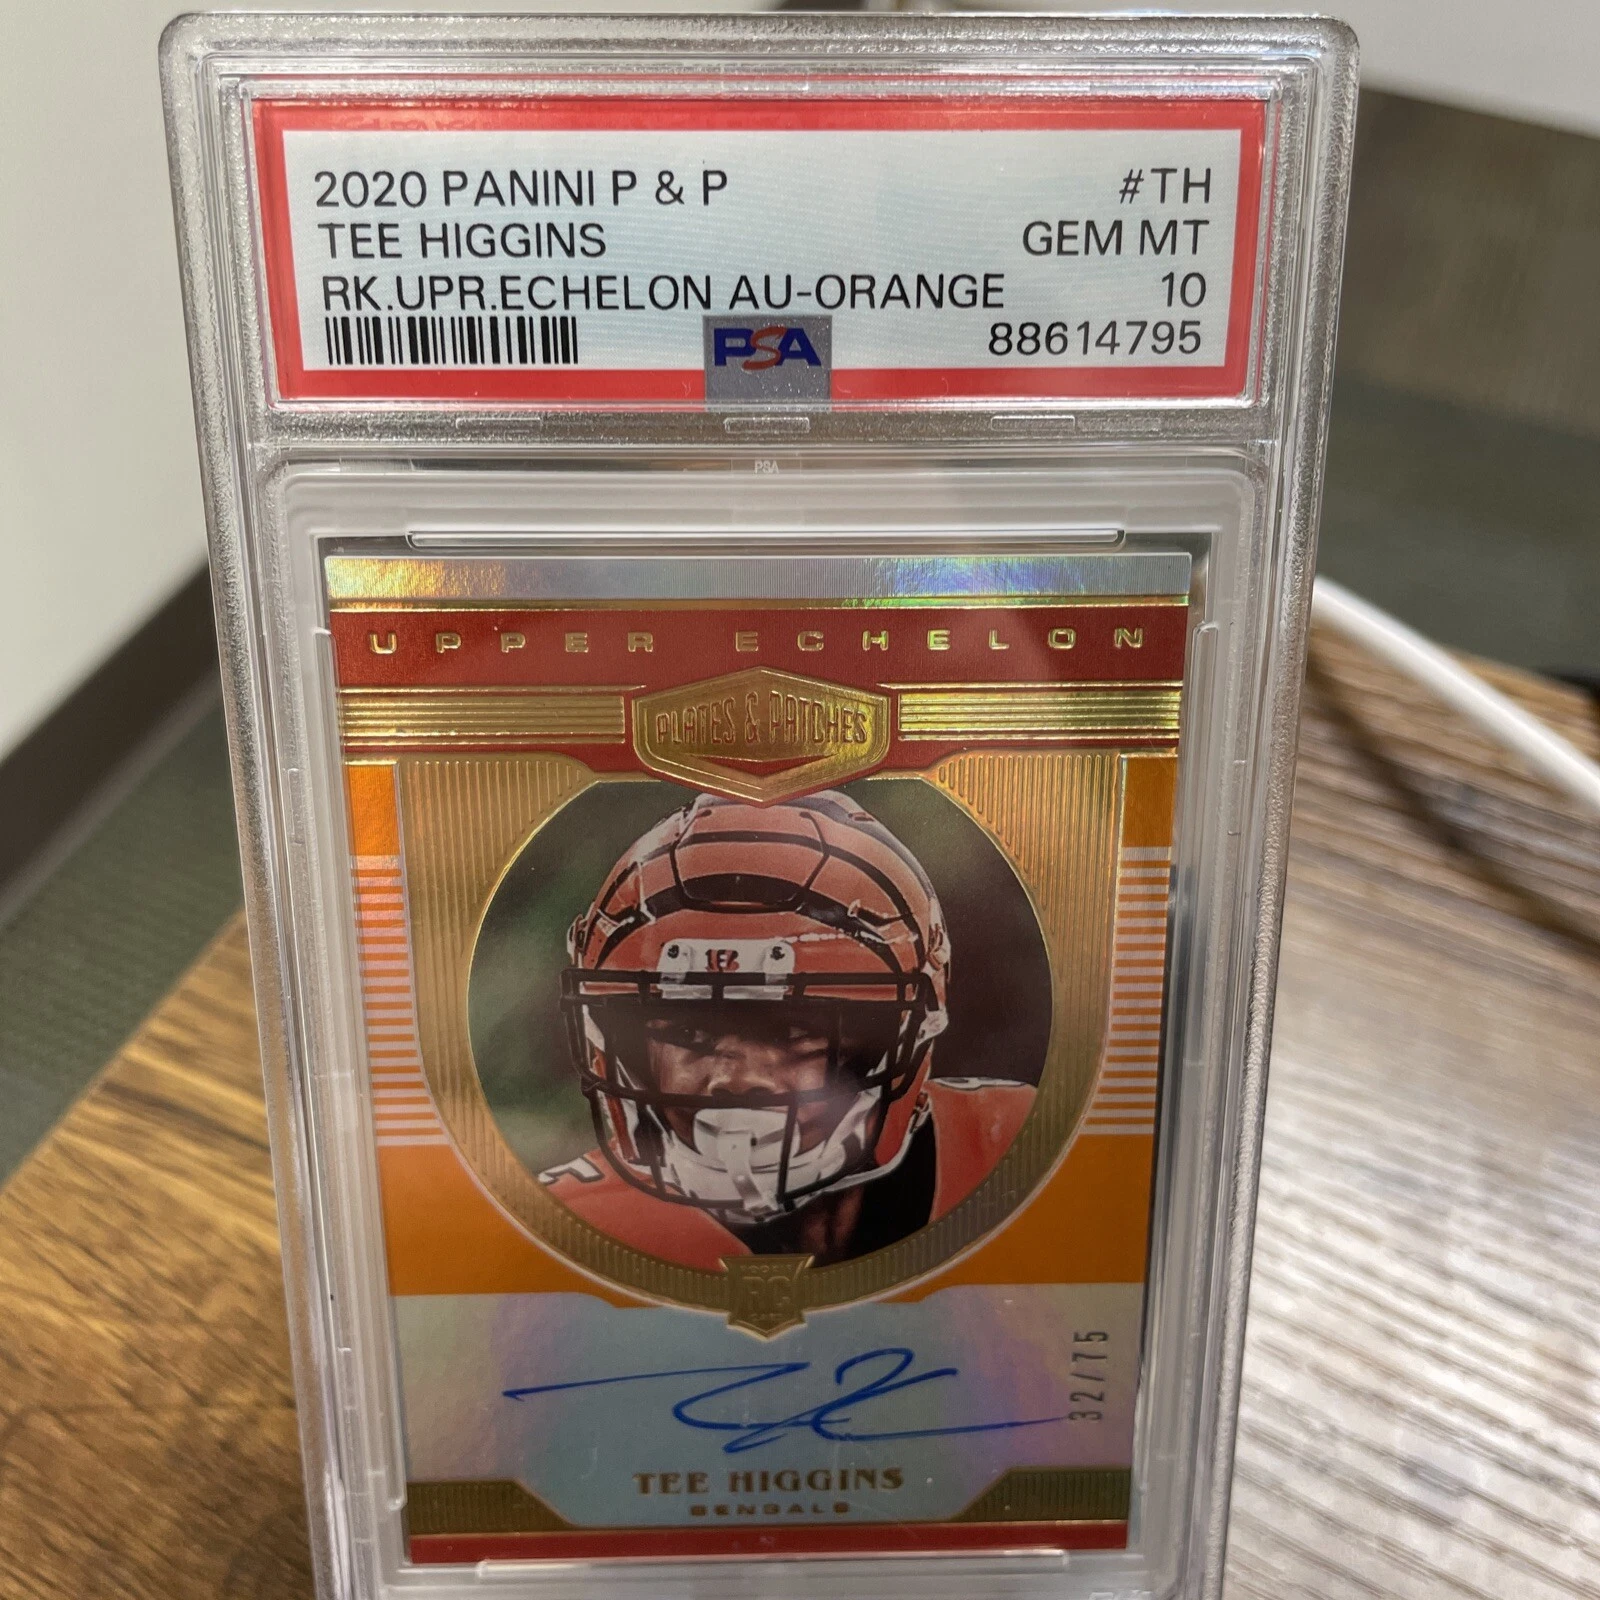 2020 PANINI P & P #TH
TEE HIGGINS GEM MT
RK.UPR.ECHELON AU-ORANGE 10
PSA 88614795
PSA
UPPER ECHELON
PLATES & PATCHES
RC
32/75
TEE HIGGINS
BENGALS